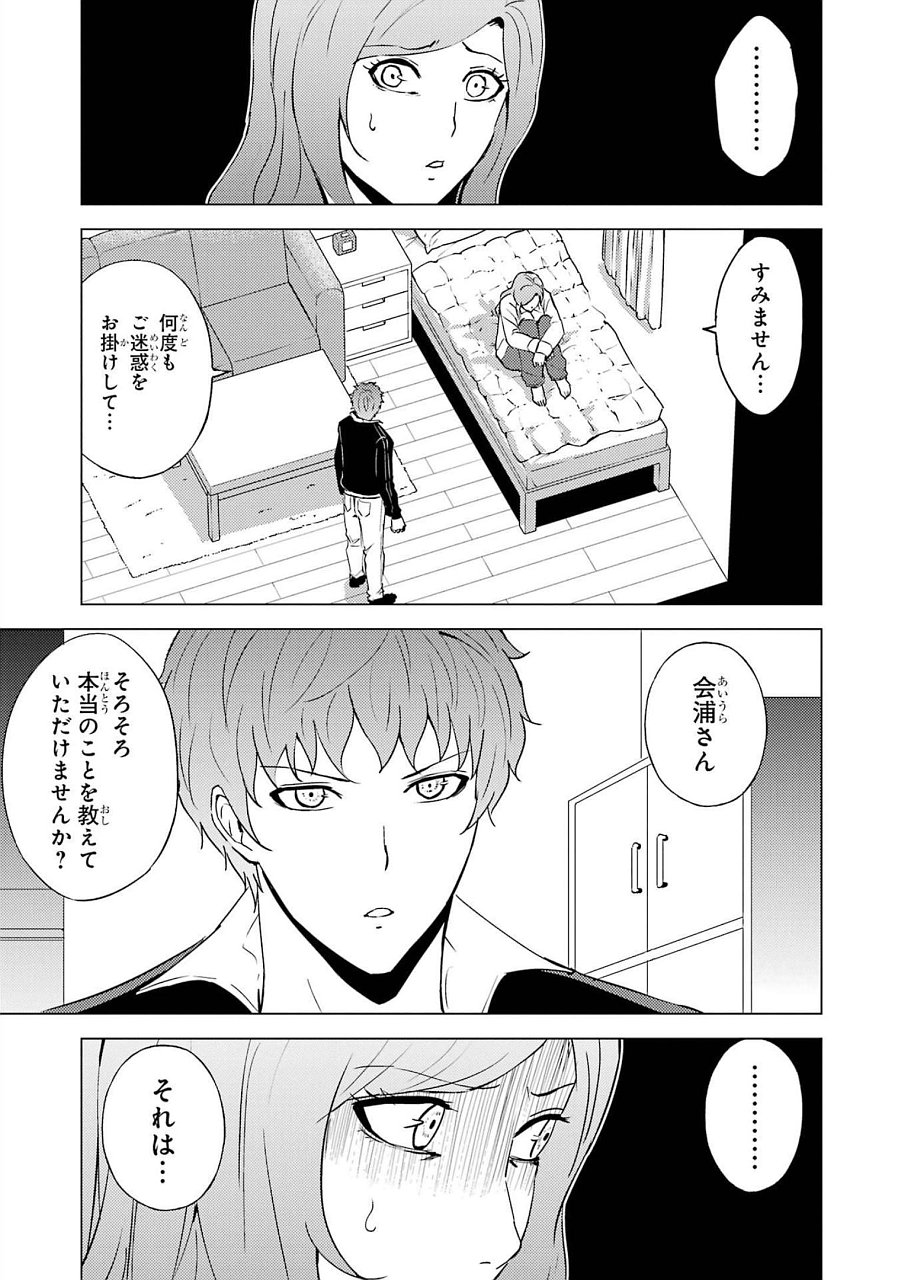 ………
すみません…
何度も
ご迷惑を
お掛けして…
会浦さん
そろそろ
本当のことを教えて
いただけませんか？
………
それは…